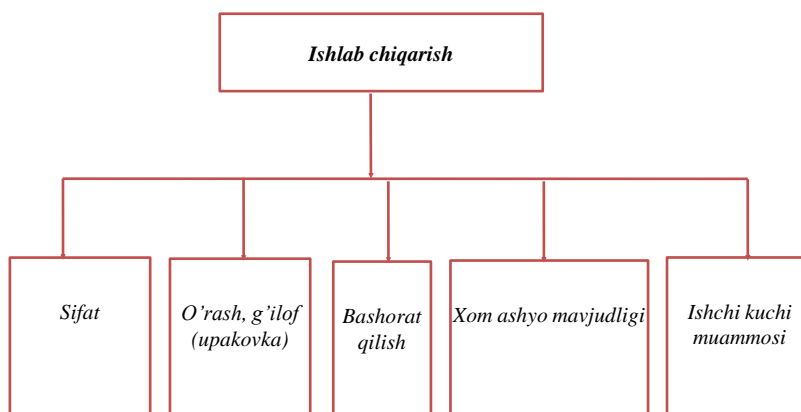 Ishlab chiqarish
Sifat
O’rash, g’ilof
(upakovka)
Bashorat
qilish
Xom ashyo mavjudligi
Ishchi kuchi
muammosi